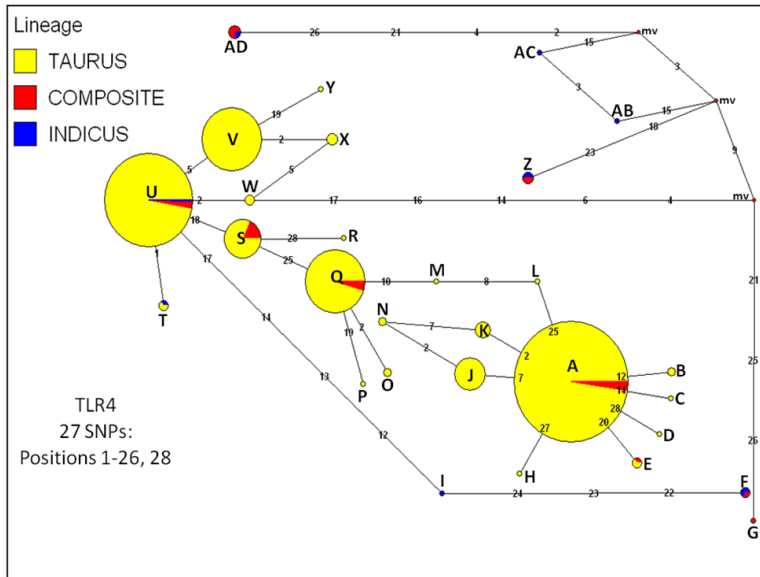 Lineage
TAURUS
COMPOSITE
INDICUS
AD 26 21 4 2 mv
AC 15
3
3
Y
19
V
2 X
5
5
AB 15 mv
18
23
Z
9
U 2 W 17 16 14 6 4 mv
18
S 28 R
25
17
1
T
Q 10 M 8 L
21
14
19 2
N 7 K
25
2
2
J 7
A
12 B
11 C
28 D
20
E
27
H
13
P O
25
12
26
TLR4
27 SNPs:
Positions 1-26, 28
I 24 23 22 F
G